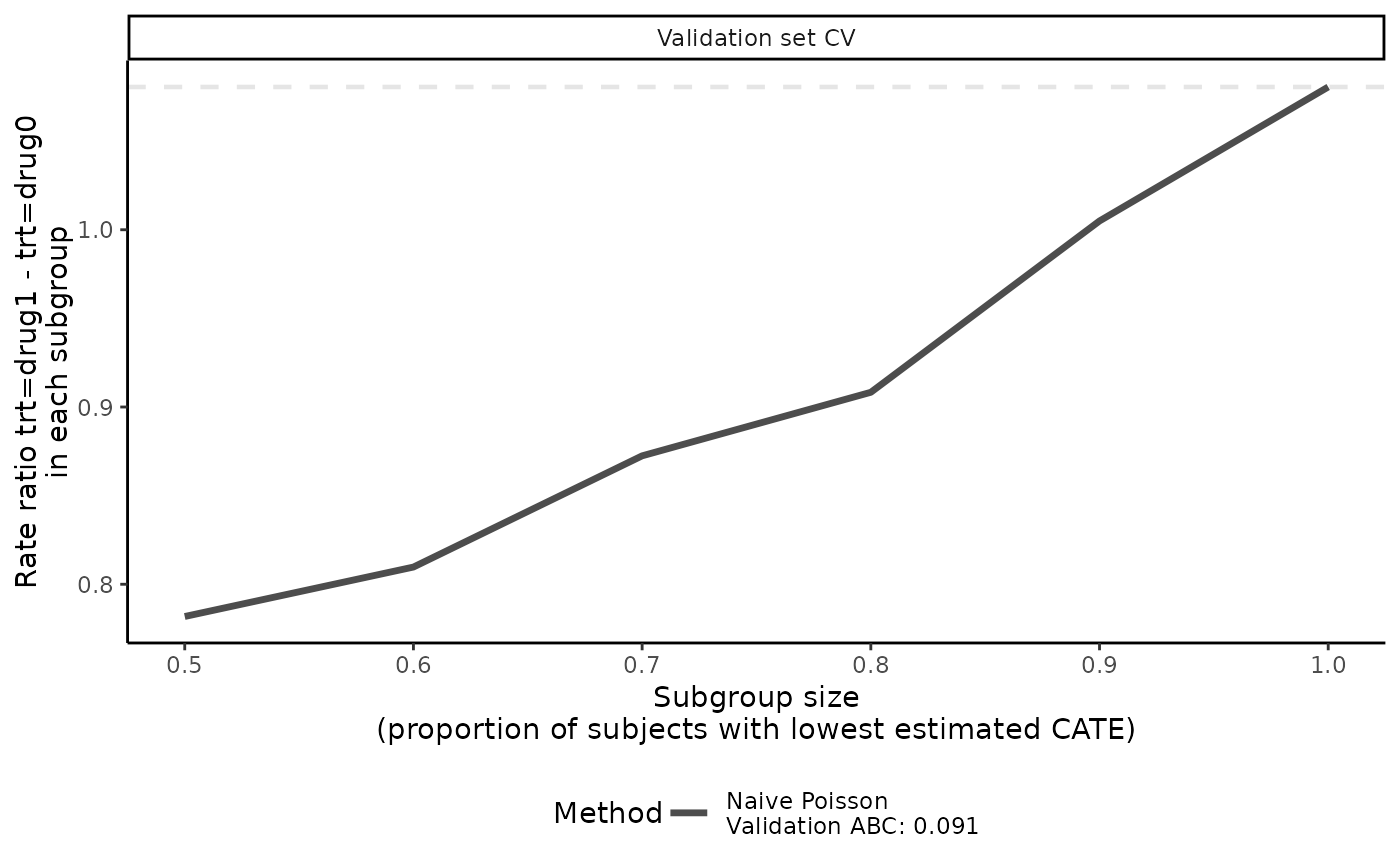 Validation set CV
Rate ratio trt=drug1 - trt=drug0
in each subgroup
1.0
0.9
0.8
0.5 0.6 0.7 0.8 0.9 1.0
Subgroup size
(proportion of subjects with lowest estimated CATE)
Method
Naive Poisson
Validation ABC: 0.091